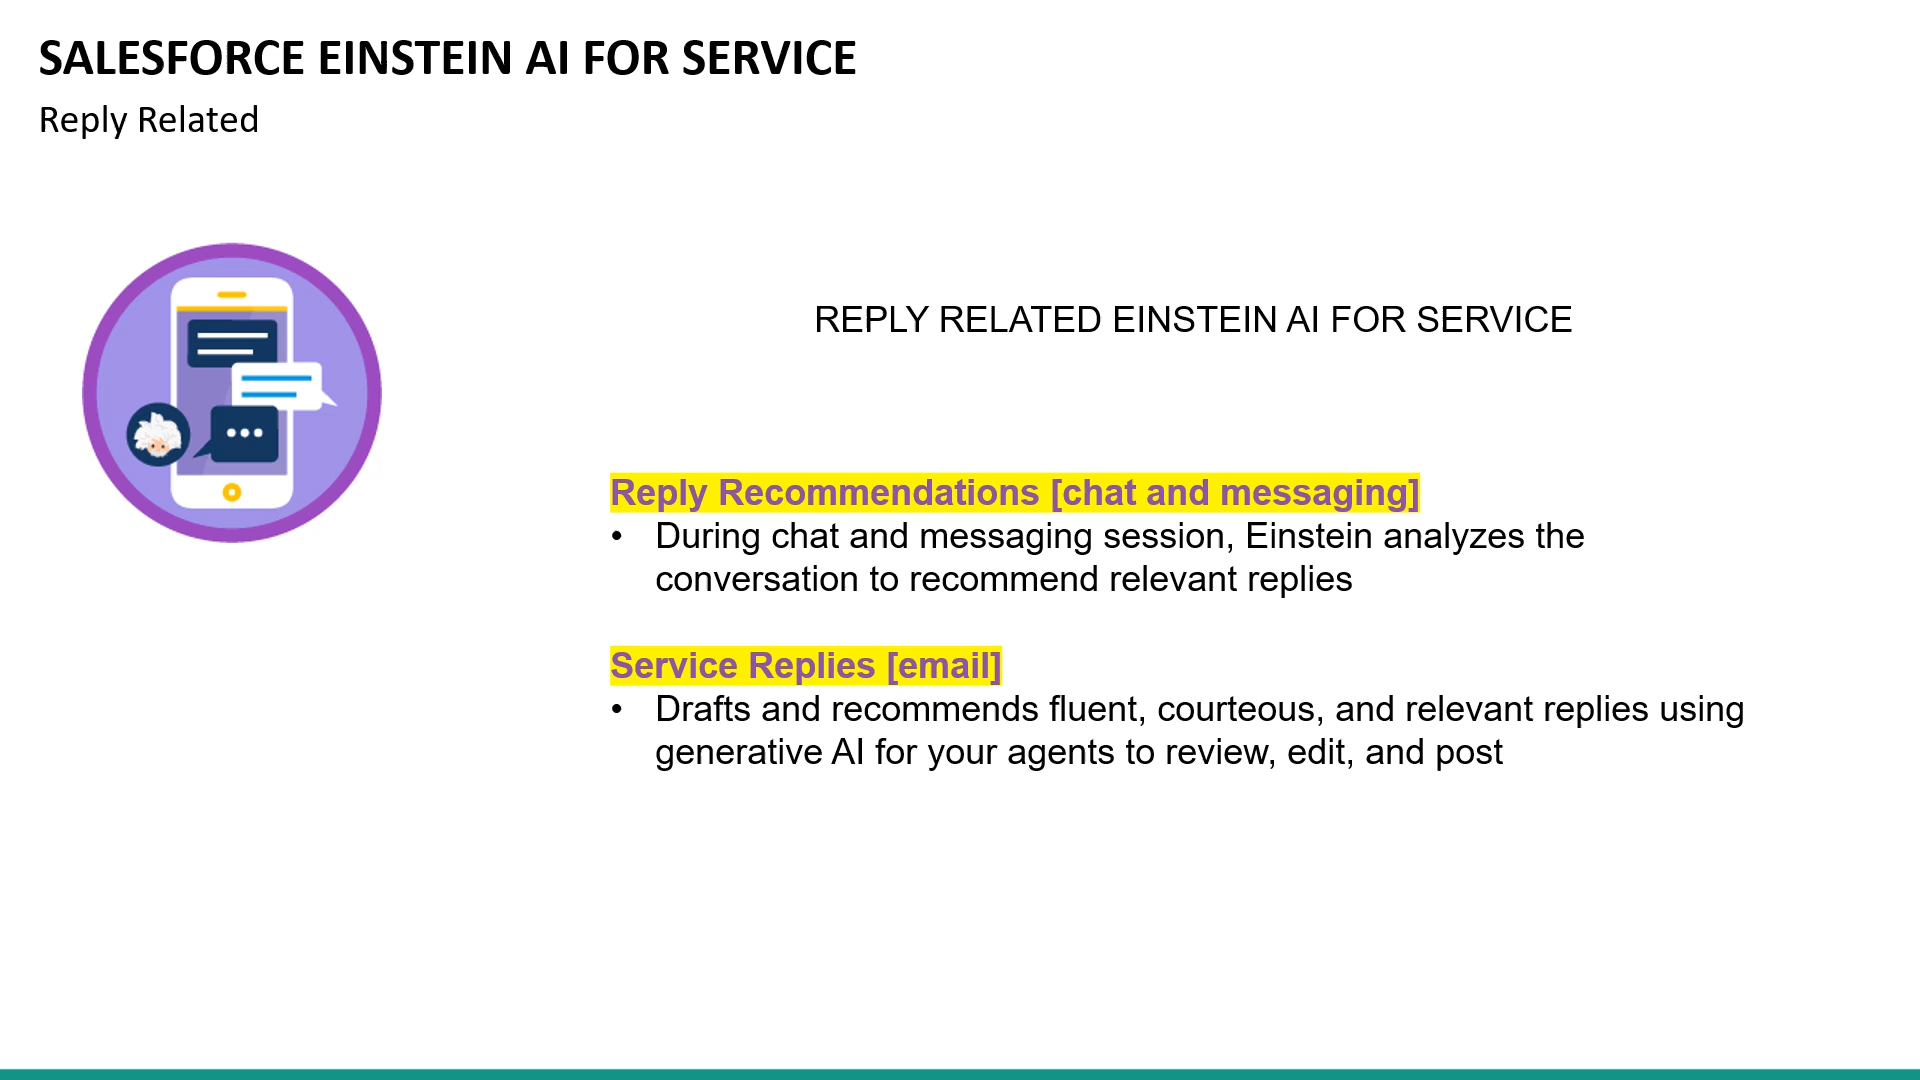 SALESFORCE EINSTEIN AI FOR SERVICE
Reply Related
REPLY RELATED EINSTEIN AI FOR SERVICE
Reply Recommendations [chat and messaging]
• During chat and messaging session, Einstein analyzes the
conversation to recommend relevant replies
Service Replies [email]
• Drafts and recommends fluent, courteous, and relevant replies using
generative AI for your agents to review, edit, and post